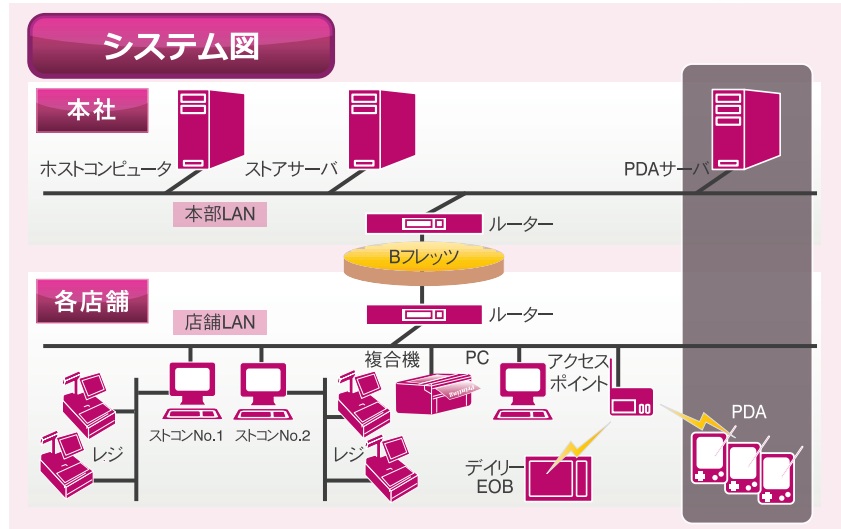 システム図
本社
ホストコンピュータ
ストアサーバ
PDAサーバ
本部LAN
ルーター
Bフレッツ
各店舗
店舗LAN
ルーター
複合機
PC
アクセス
ポイント
ストコンNo.1
ストコンNo.2
レジ
レジ
PDA
デイリー
EOB